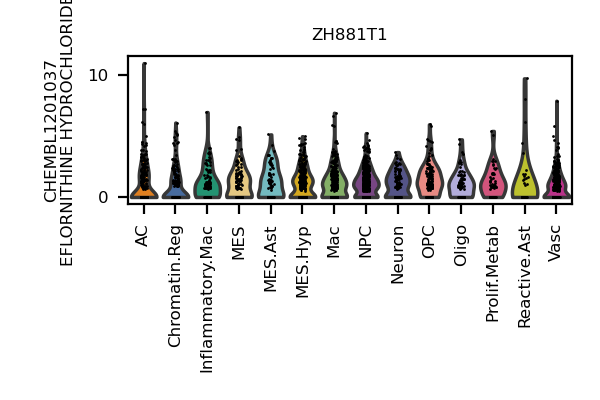 ZH881T1
CHEMBL1201037
EFLORNITHINE HYDROCHLORIDE
10
0
AC
Chromatin.Reg
Inflammatory.Mac
MES
MES.Ast
MES.Hyp
Mac
NPC
Neuron
OPC
Oligo
Prolif.Metab
Reactive.Ast
Vasc